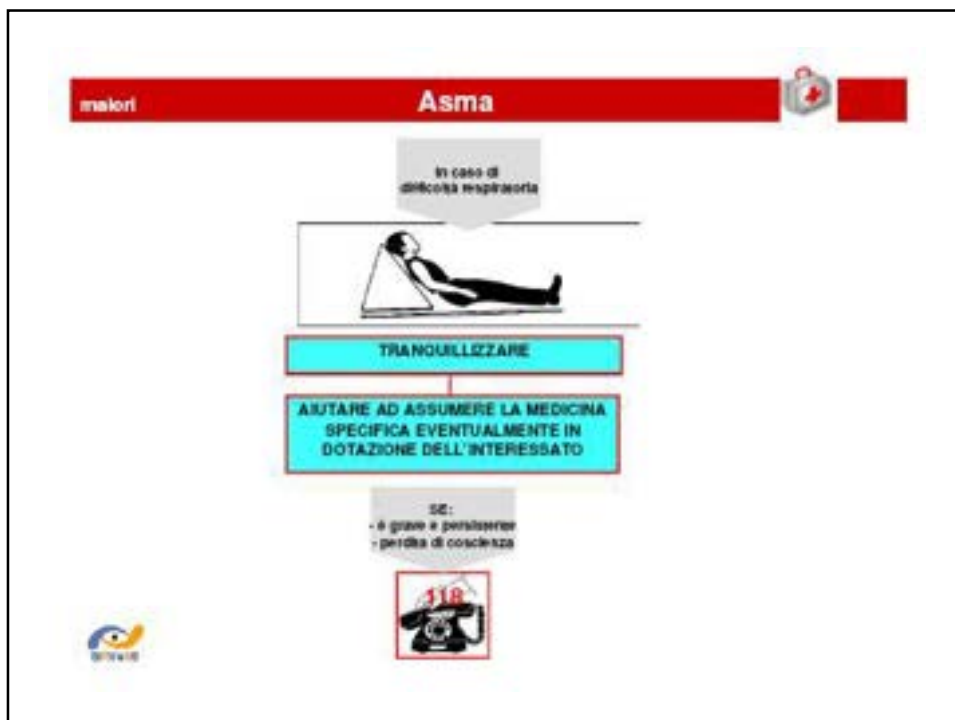 malori
Asma
In caso di
difficoltà respiratoria
TRANQUILLIZZARE
AIUTARE AD ASSUMERE LA MEDICINA
SPECIFICA EVENTUALMENTE IN
DOTAZIONE DELL'INTERESSATO
SE:
- è grave e persistente
- perdita di coscienza
118